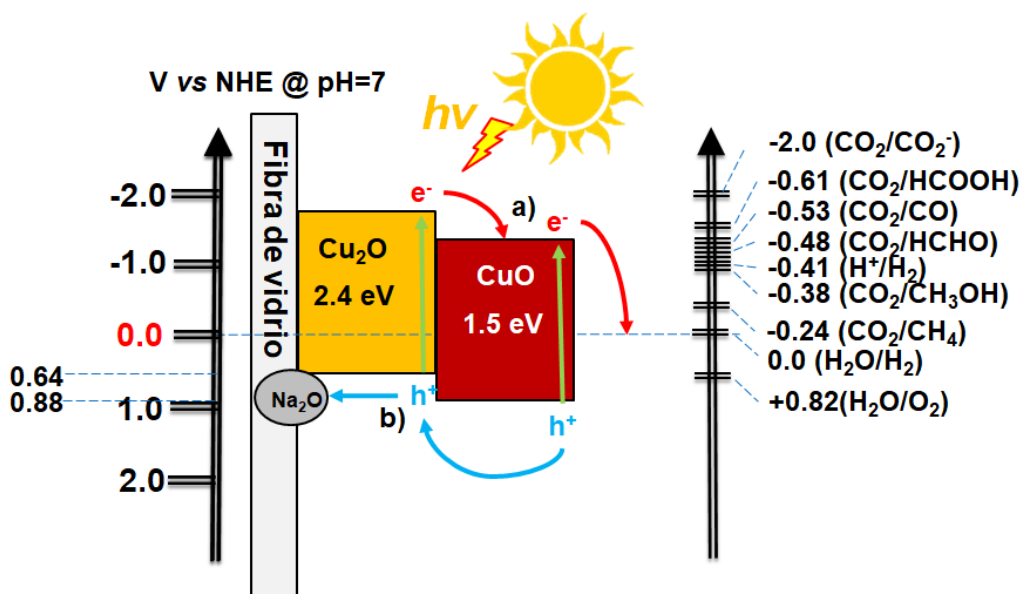 V vs NHE @ pH=7
hv
-2.0
-1.0
0.0
0.64
0.88
1.0
2.0
Fibra de vidrio
Na₂O
Cu₂O
2.4 eV
e⁻
a)
e⁻
CuO
1.5 eV
h⁺
b)
h⁺
-2.0 (CO₂/CO₂⁻)
-0.61 (CO₂/HCOOH)
-0.53 (CO₂/CO)
-0.48 (CO₂/HCHO)
-0.41 (H⁺/H₂)
-0.38 (CO₂/CH₃OH)
-0.24 (CO₂/CH₄)
0.0 (H₂O/H₂)
+0.82(H₂O/O₂)